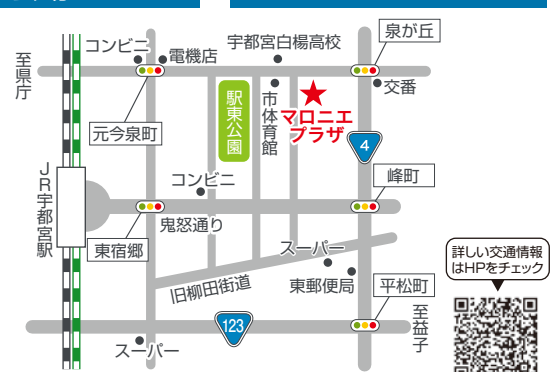 コンビニ
電機店
宇都宮白楊高校
泉が丘
至県庁
元今泉町
駅東公園
市体育館
マロニエ
プラザ
交番
4
JR宇都宮駅
コンビニ
峰町
鬼怒通り
東宿郷
スーパー
東郵便局
旧柳田街道
平松町
123
至益子
スーパー
詳しい交通情報
はHPをチェック